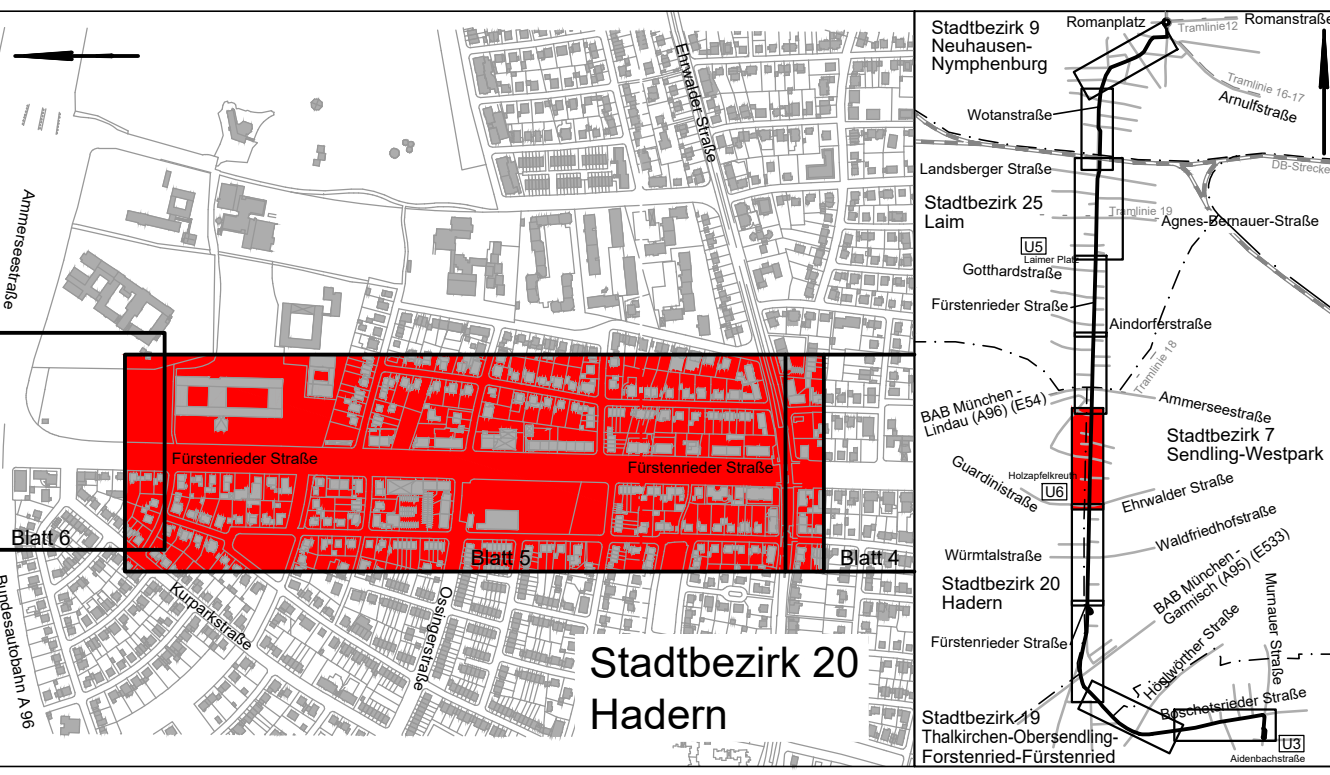 Ehrwalder Straße
Ammerseestraße
Fürstenrieder Straße
Fürstenrieder Straße
Blatt 6
Blatt 5
Blatt 4
Kurparkstraße
Ossingerstraße
Bundesautobahn A 96
Stadtbezirk 20
Hadern
Stadtbezirk 9
Neuhausen-
Nymphenburg
Romanplatz
Romanstraße
Tramlinie12
Tramlinie 16-17
Arnulfstraße
Wotanstraße
Landsberger Straße
DB-Strecke
Stadtbezirk 25
Laim
Tramlinie 19
Agnes-Bernauer-Straße
U5
Laimer Platz
Gotthardstraße
Fürstenrieder Straße
Aindorferstraße
Tramlinie 18
BAB München -
Lindau (A96) (E54)
Ammerseestraße
Stadtbezirk 7
Sendling-Westpark
Guardinistraße
Holzapfelkreuth
U6
Ehrwalder Straße
Würmtalstraße
Waldfriedhofstraße
Stadtbezirk 20
Hadern
BAB München -
Garmisch (A95) (E533)
Fürstenrieder Straße
Höslwörther Straße
Murnauer Straße
Boschetsrieder Straße
Stadtbezirk 19
Thalkirchen-Obersendling-
Forstenried-Fürstenried
U3
Aidenbachstraße